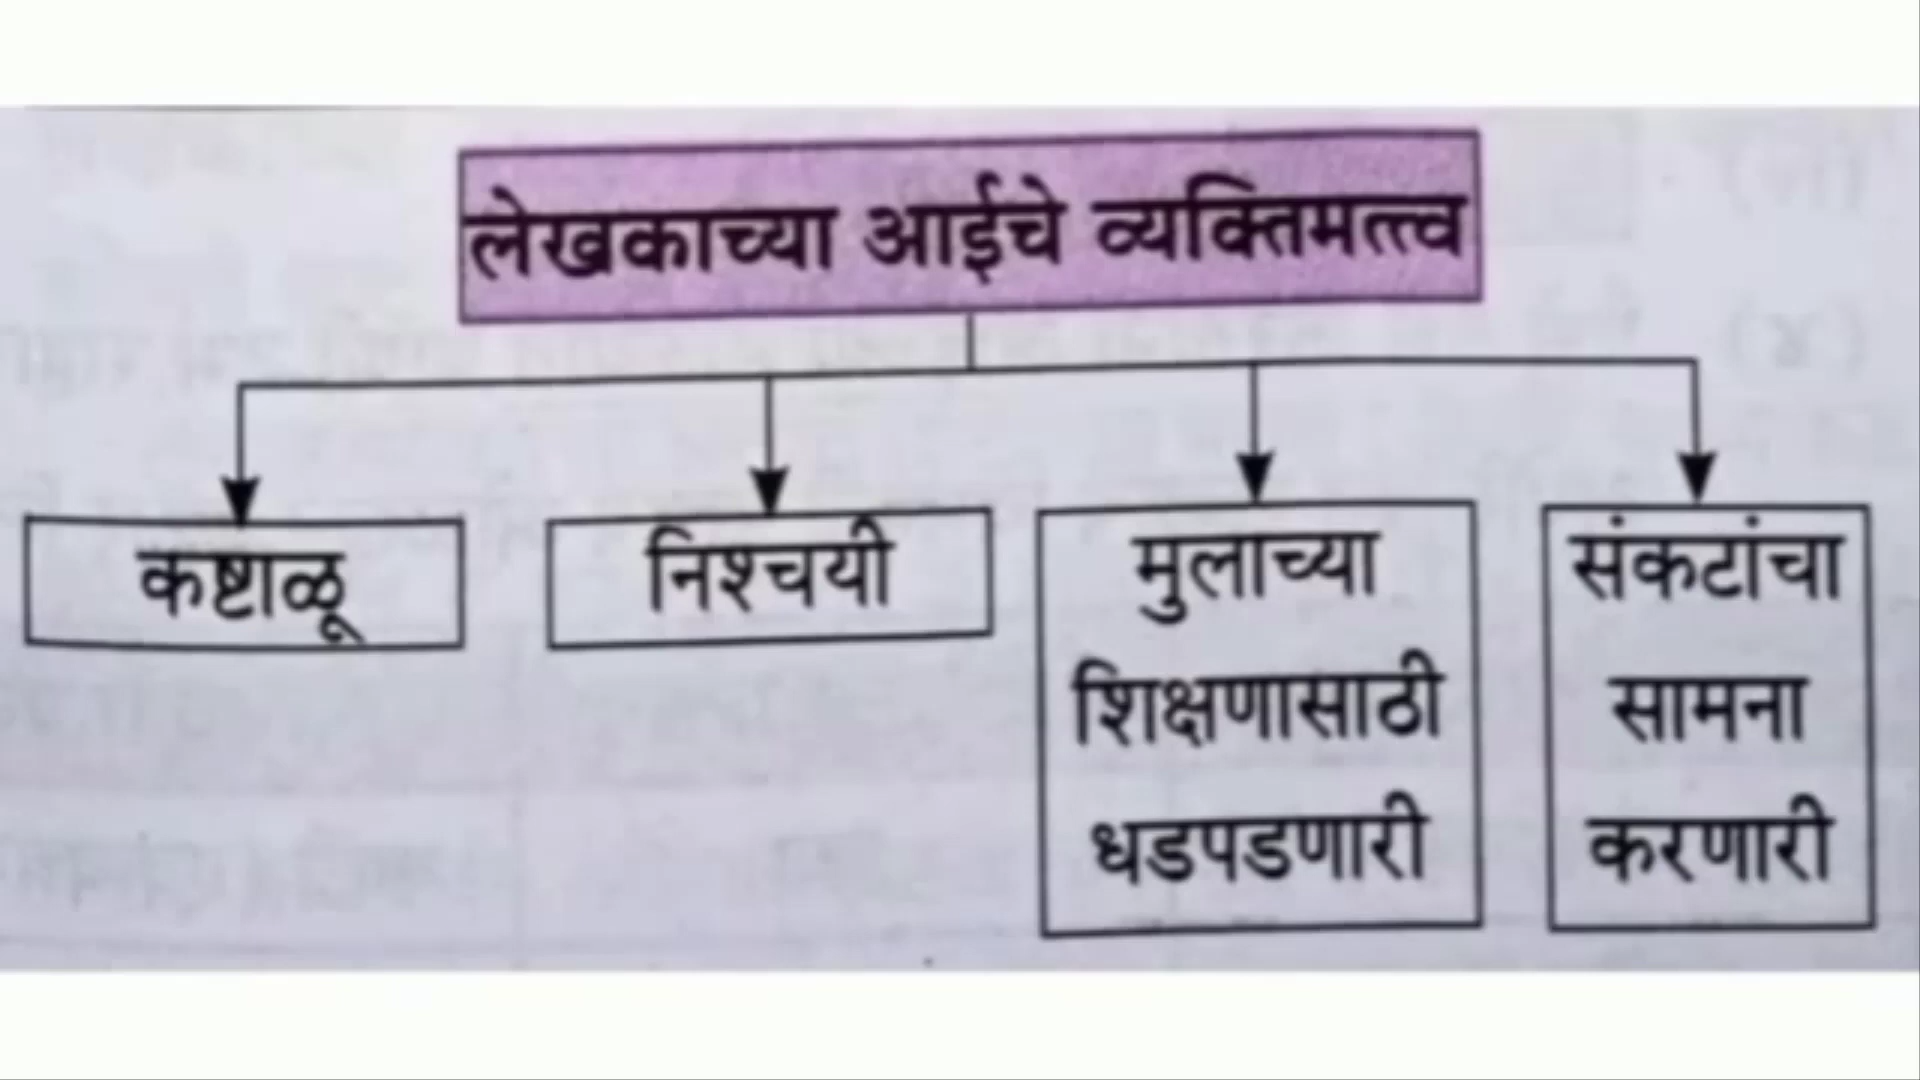 लेखकाच्या आईचे व्यक्तिमत्त्व
कष्टाळू
निश्चयी
मुलाच्या
शिक्षणासाठी
धडपडणारी
संकटांचा
सामना
करणारी